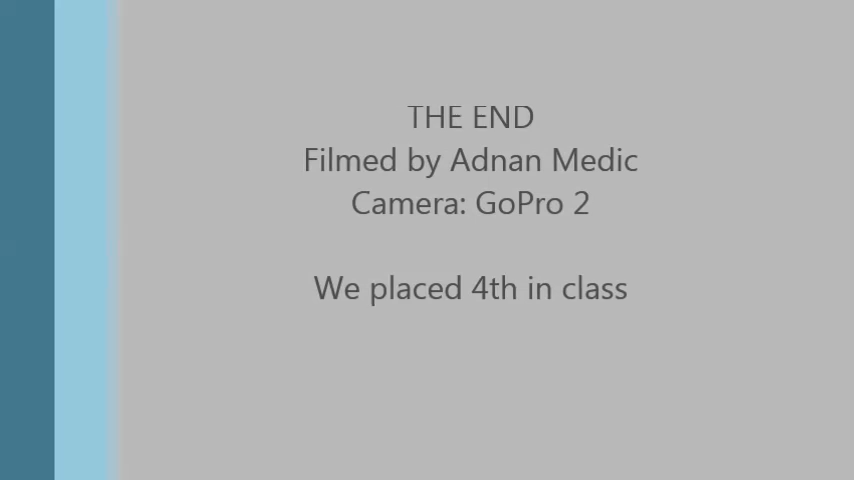 THE END
Filmed by Adnan Medic
Camera: GoPro 2
We placed 4th in class